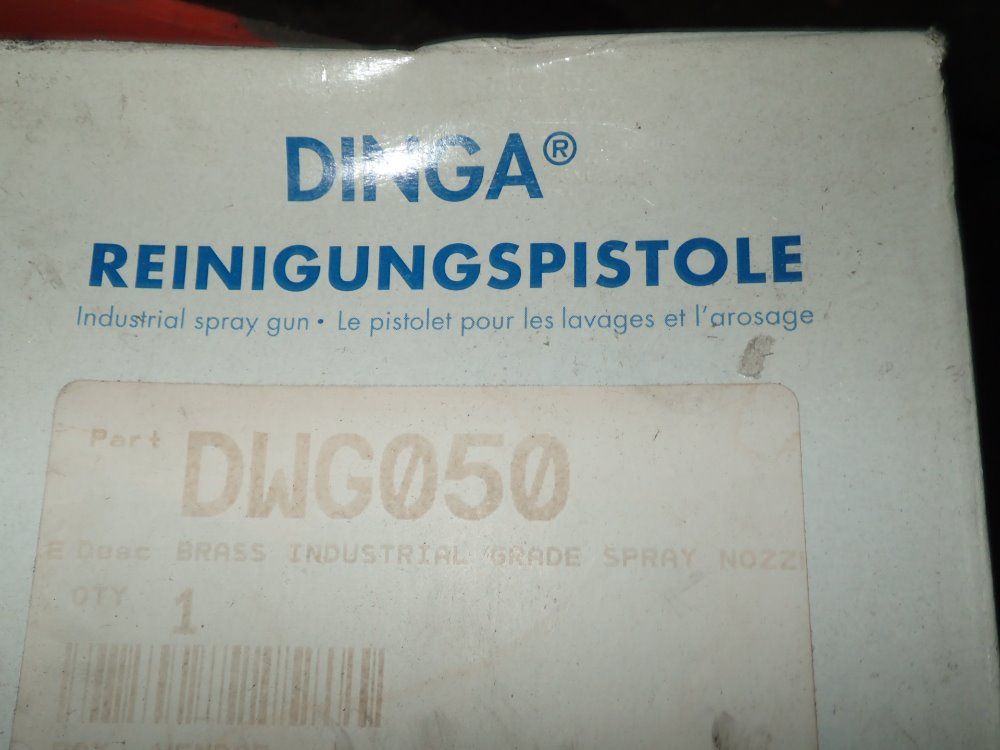 DINGA®
REINIGUNGSPISTOLE
Industrial spray gun • Le pistolet pour les lavages et l'arosage
Part DWG050
Desc BRASS INDUSTRIAL GRADE SPRAY NOZZ
QTY 1